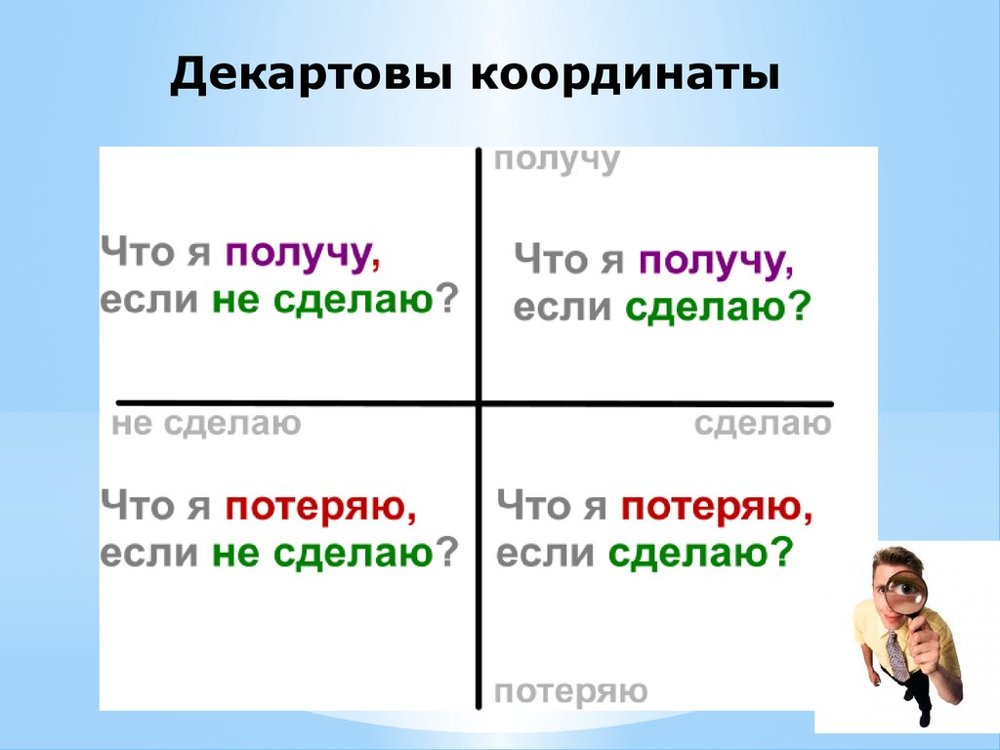 Декартовы координаты
получу
Что я получу,
если не сделаю?
Что я получу,
если сделаю?
не сделаю
сделаю
Что я потеряю,
если не сделаю?
Что я потеряю,
если сделаю?
потеряю